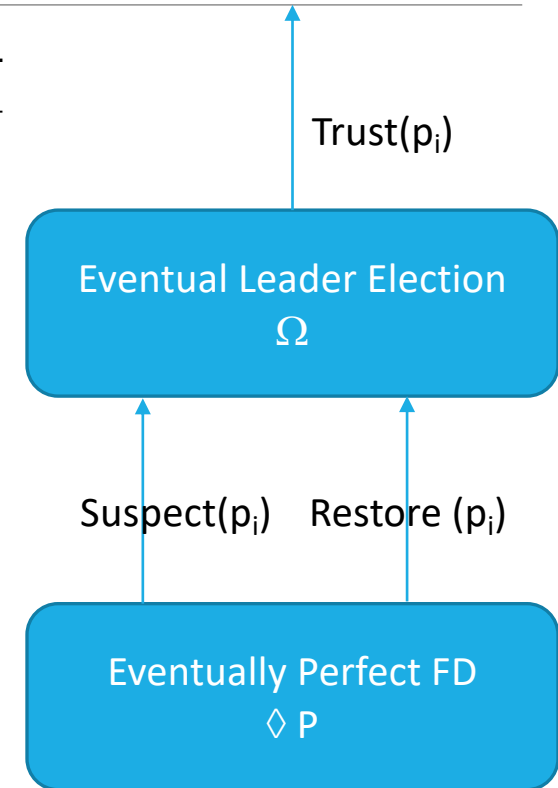 Trust(pᵢ)
Eventual Leader Election
Ω
Suspect(pᵢ) Restore (pᵢ)
Eventually Perfect FD
◊ P